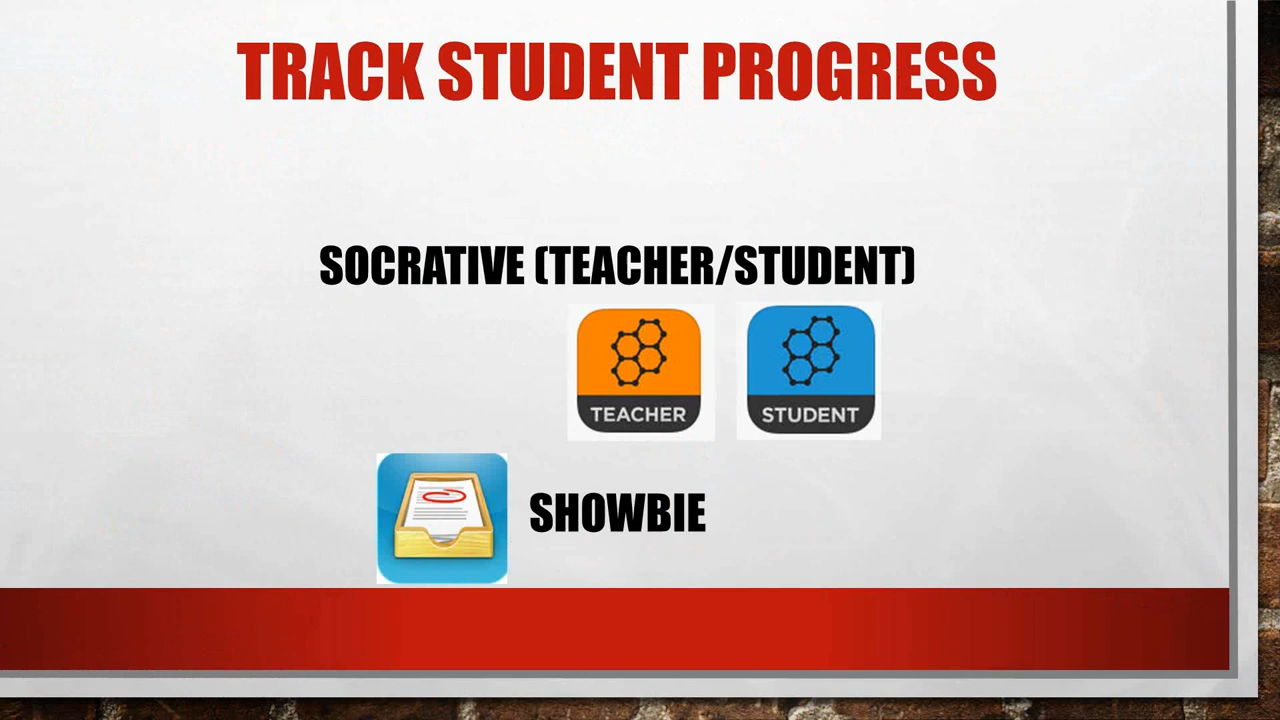 TRACK STUDENT PROGRESS
SOCRATIVE (TEACHER/STUDENT)
TEACHER
STUDENT
SHOWBIE